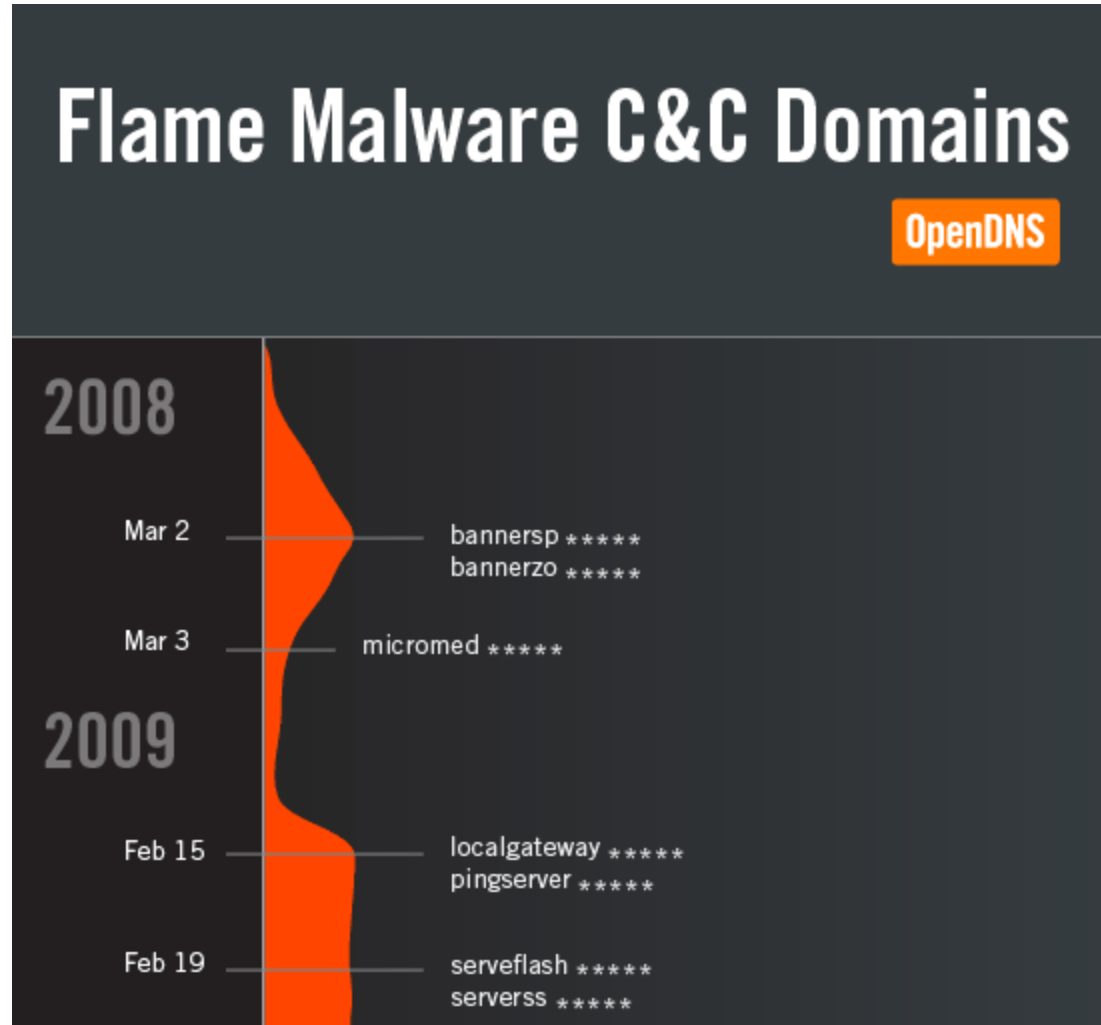 Flame Malware C&C Domains
OpenDNS
2008
Mar 2
bannersp *****
bannerzo *****
Mar 3
micromed *****
2009
Feb 15
localgateway *****
pingserver *****
Feb 19
serveflash *****
serverss *****